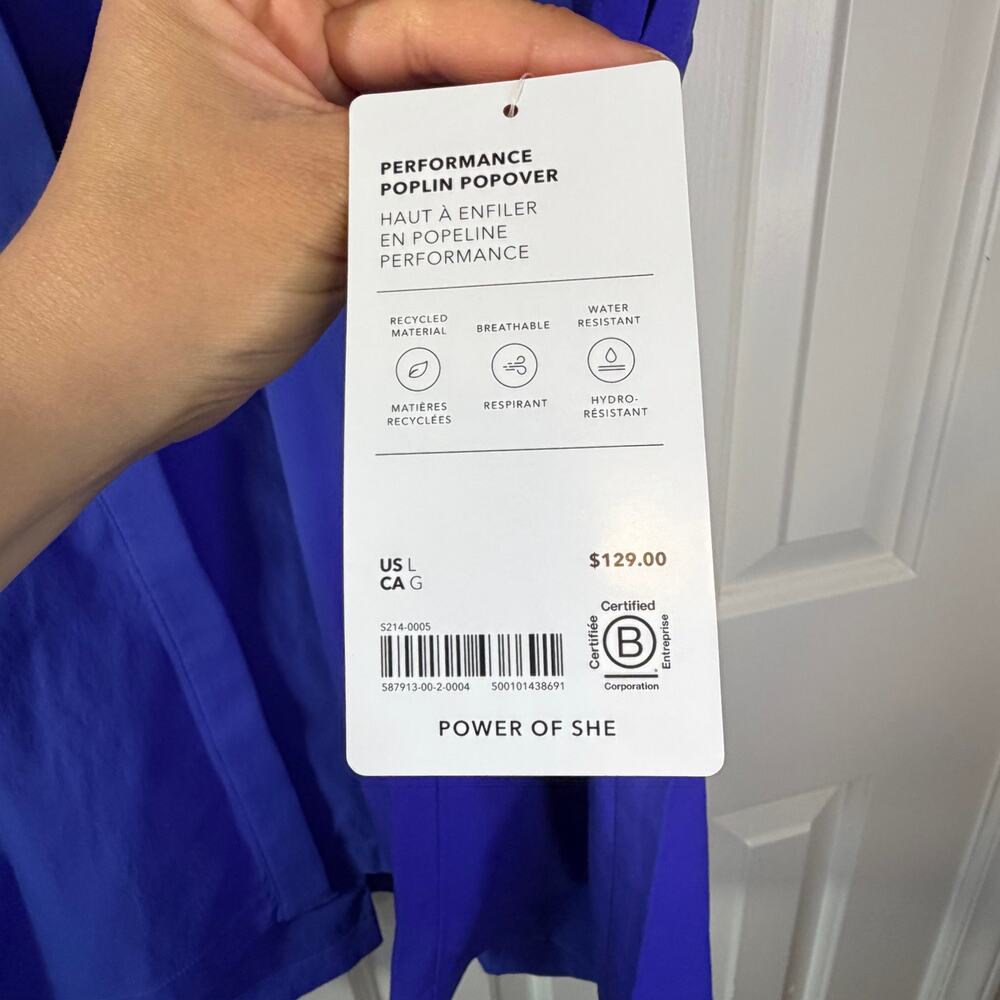 PERFORMANCE
POPLIN POPOVER
HAUT À ENFILER
EN POPELINE
PERFORMANCE
RECYCLED
MATERIAL
BREATHABLE
WATER
RESISTANT
MATIÈRES
RECYCLÉES
RESPIRANT
HYDRO-
RÉSISTANT
US L
CA G
$129.00
S214-0005
587913-00-2-0004 500101438691
Certified
Certifiée
B
Entreprise
Corporation
POWER OF SHE